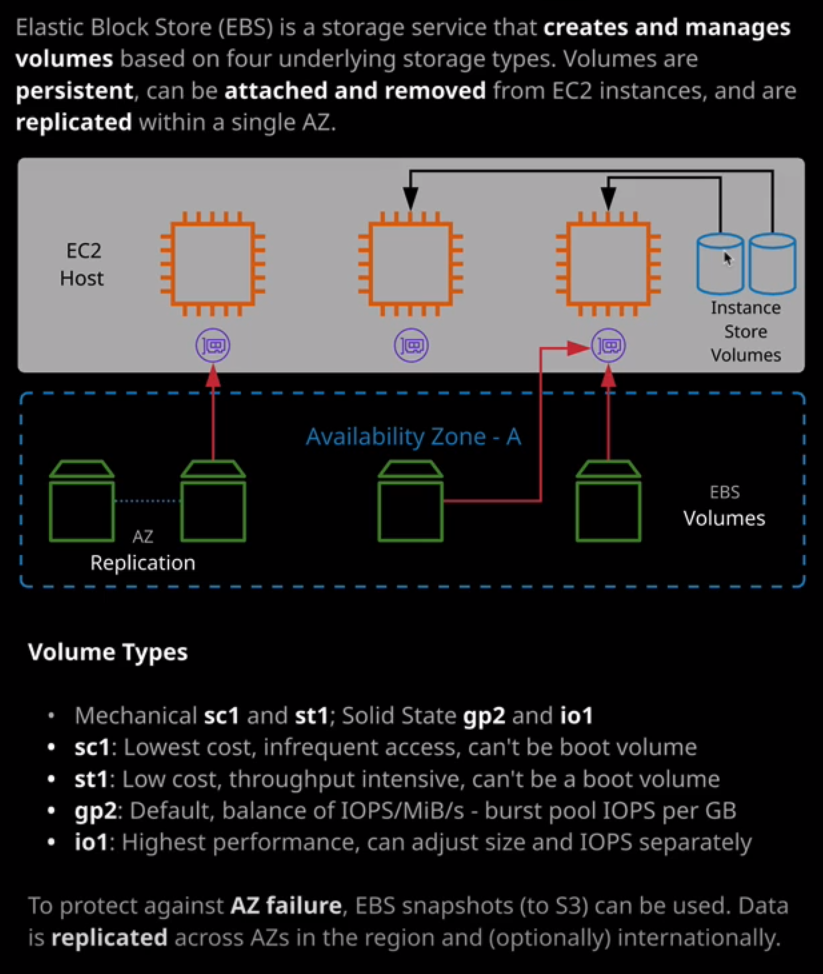 Elastic Block Store (EBS) is a storage service that creates and manages
volumes based on four underlying storage types. Volumes are
persistent, can be attached and removed from EC2 instances, and are
replicated within a single AZ.
EC2
Host
Instance
Store
Volumes
Availability Zone - A
AZ
Replication
EBS
Volumes
Volume Types
• Mechanical sc1 and st1; Solid State gp2 and io1
• sc1: Lowest cost, infrequent access, can't be boot volume
• st1: Low cost, throughput intensive, can't be a boot volume
• gp2: Default, balance of IOPS/MiB/s - burst pool IOPS per GB
• io1: Highest performance, can adjust size and IOPS separately
To protect against AZ failure, EBS snapshots (to S3) can be used. Data
is replicated across AZs in the region and (optionally) internationally.